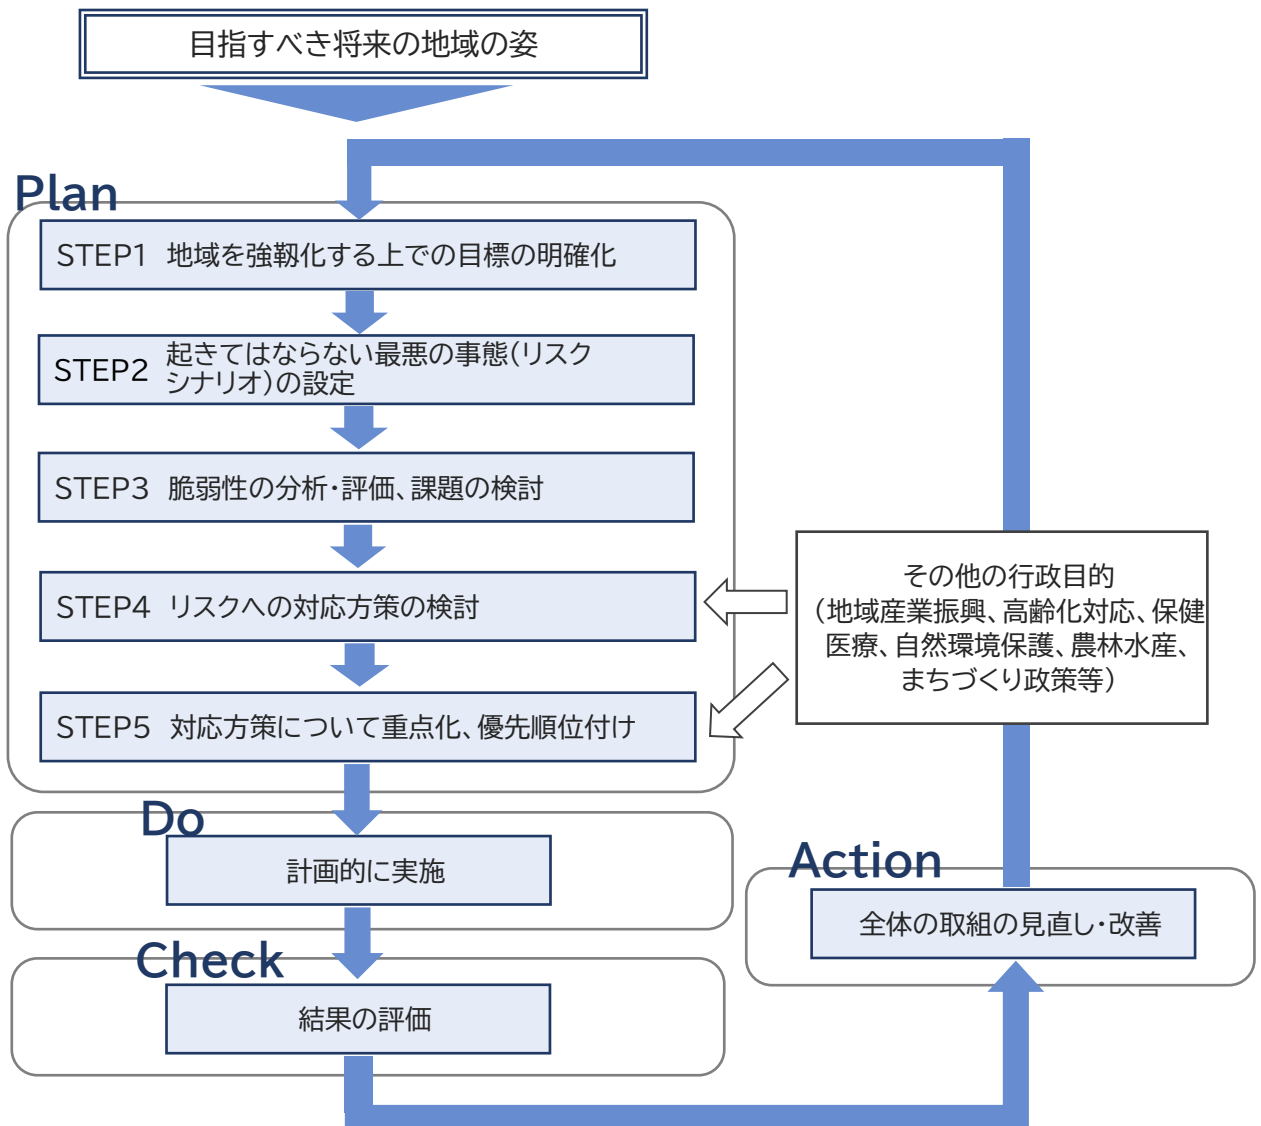 目指すべき将来の地域の姿
Plan
STEP1 地域を強靱化する上での目標の明確化
STEP2 起きてはならない最悪の事態(リスク
シナリオ)の設定
STEP3 脆弱性の分析・評価、課題の検討
STEP4 リスクへの対応方策の検討
STEP5 対応方策について重点化、優先順位付け
その他の行政目的
(地域産業振興、高齢化対応、保健
医療、自然環境保護、農林水産、
まちづくり政策等)
Do
計画的に実施
Check
結果の評価
Action
全体の取組の見直し・改善